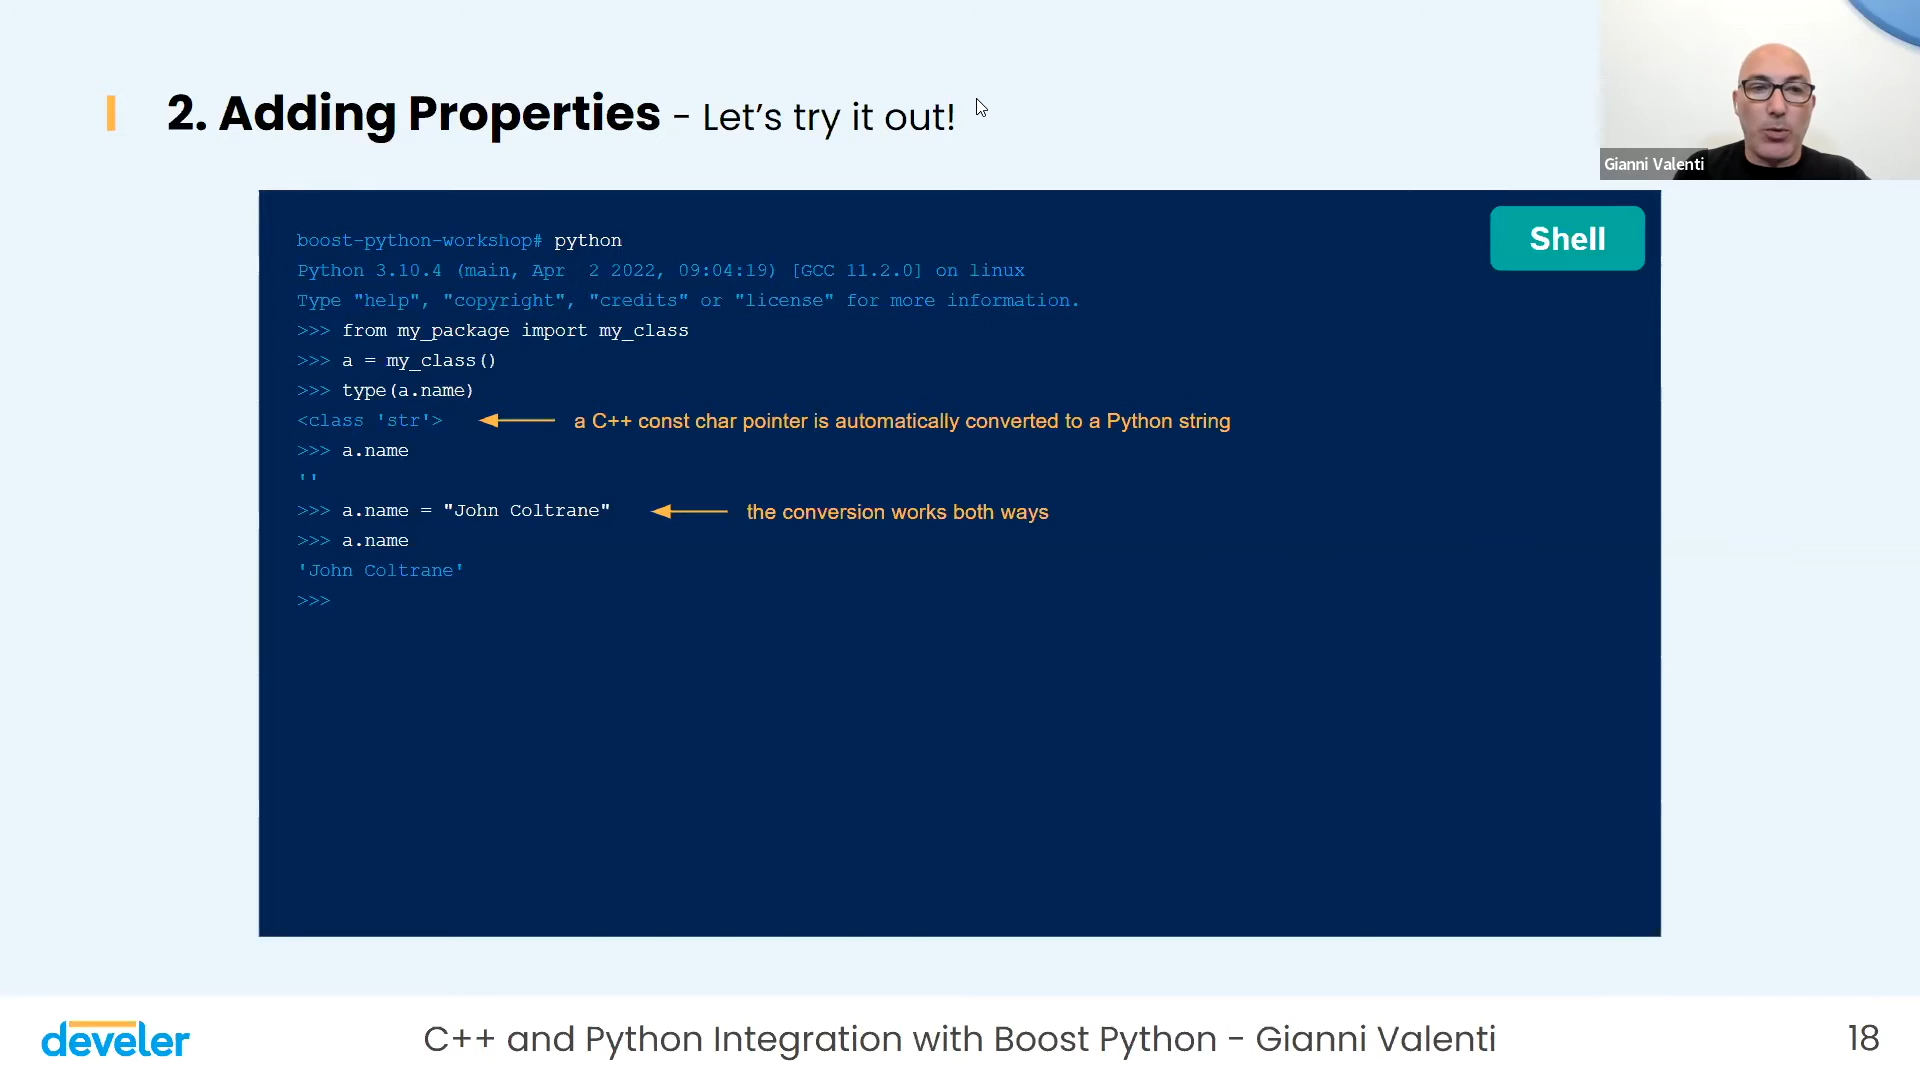 2. Adding Properties - Let's try it out!
Gianni Valenti
Shell
boost-python-workshop# python
Python 3.10.4 (main, Apr  2 2022, 09:04:19) [GCC 11.2.0] on linux
Type "help", "copyright", "credits" or "license" for more information.
>>> from my_package import my_class
>>> a = my_class()
>>> type(a.name)
<class 'str'> a C++ const char pointer is automatically converted to a Python string
>>> a.name
''
>>> a.name = "John Coltrane" the conversion works both ways
>>> a.name
'John Coltrane'
>>>
develer
C++ and Python Integration with Boost Python - Gianni Valenti
18